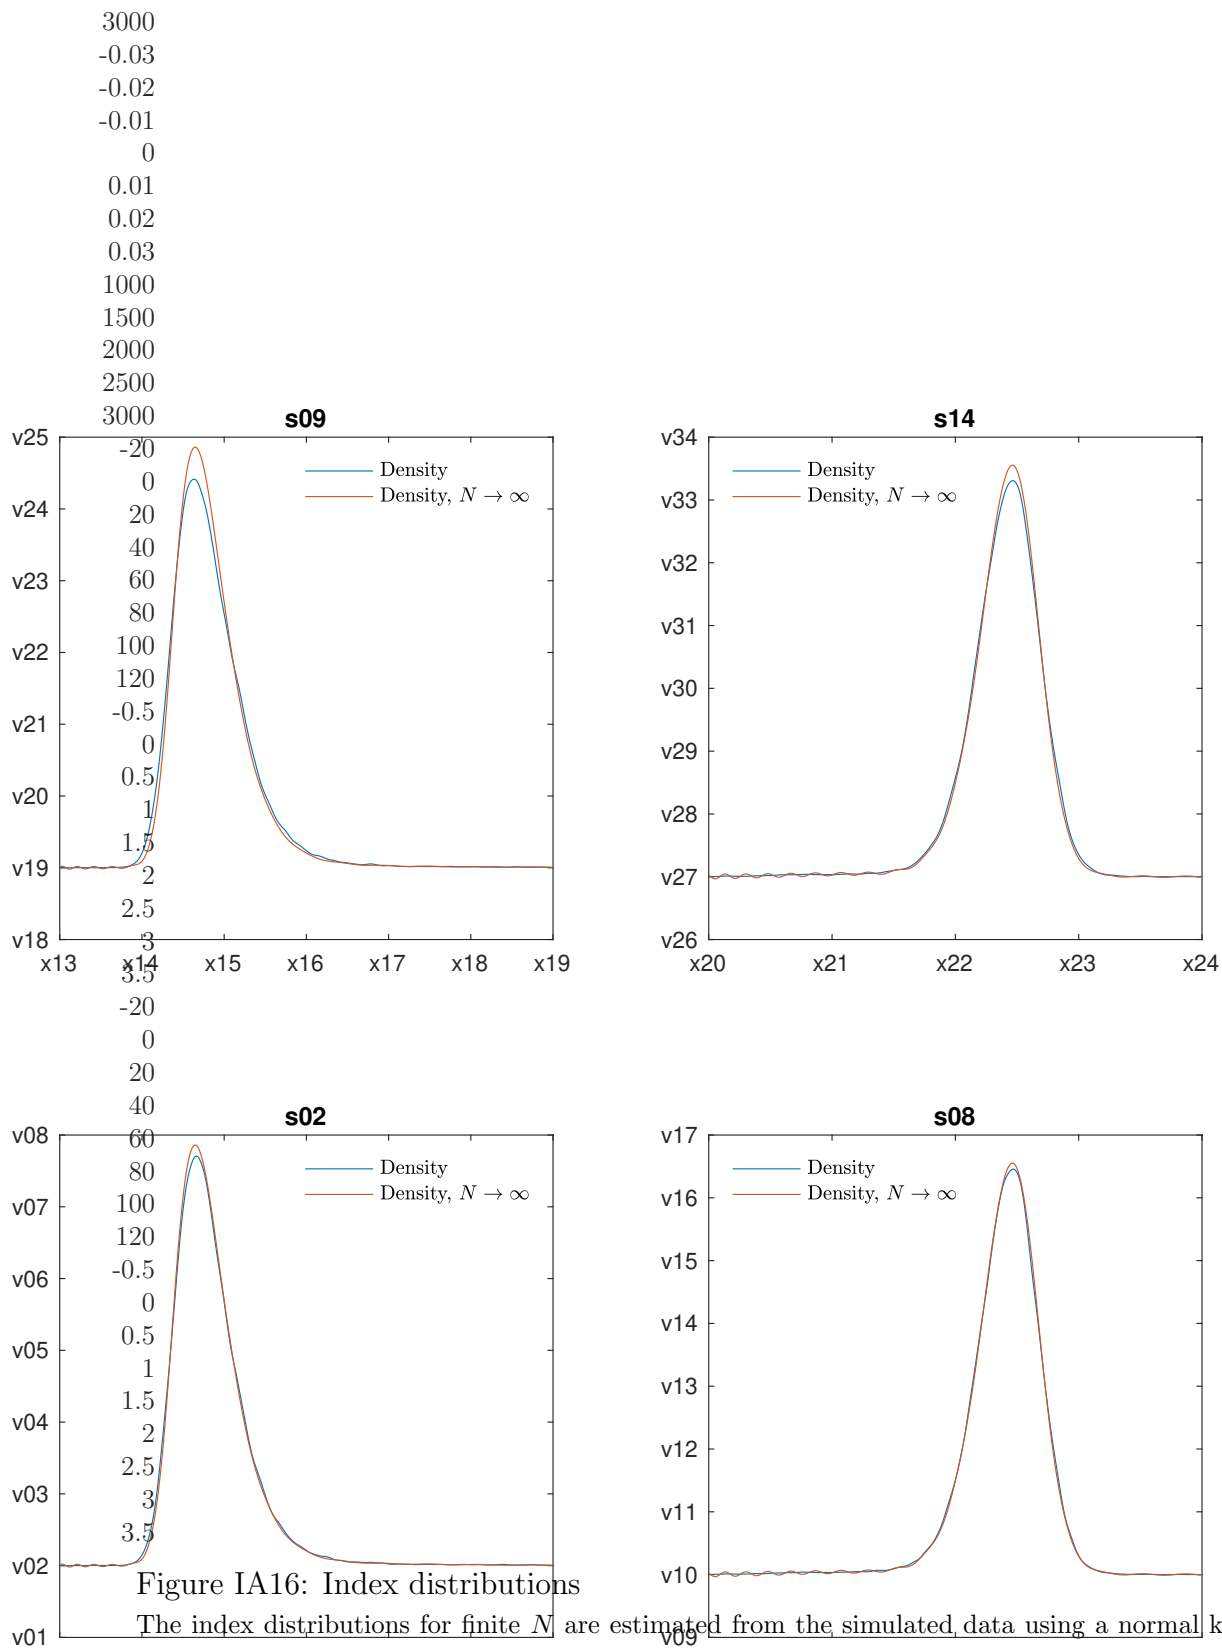 3000
-0.03
-0.02
-0.01
0
0.01
0.02
0.03
1000
1500
2000
2500
3000
-20
0
20
40
60
80
100
120
-0.5
0
0.5
1
1.5
2
2.5
3
3.5
-20
0
20
40
60
80
100
120
-0.5
0
0.5
1
1.5
2
2.5
3
3.5
s09
v25
v24
v23
v22
v21
v20
v19
v18
x13 x14 x15 x16 x17 x18 x19
Density
Density, N → ∞
s14
v34
v33
v32
v31
v30
v29
v28
v27
v26
x20 x21 x22 x23 x24
Density
Density, N → ∞
s02
v08
v07
v06
v05
v04
v03
v02
v01
Density
Density, N → ∞
s08
v17
v16
v15
v14
v13
v12
v11
v10
v09
Density
Density, N → ∞
Figure IA16: Index distributions
The index distributions for finite N are estimated from the simulated data using a normal k